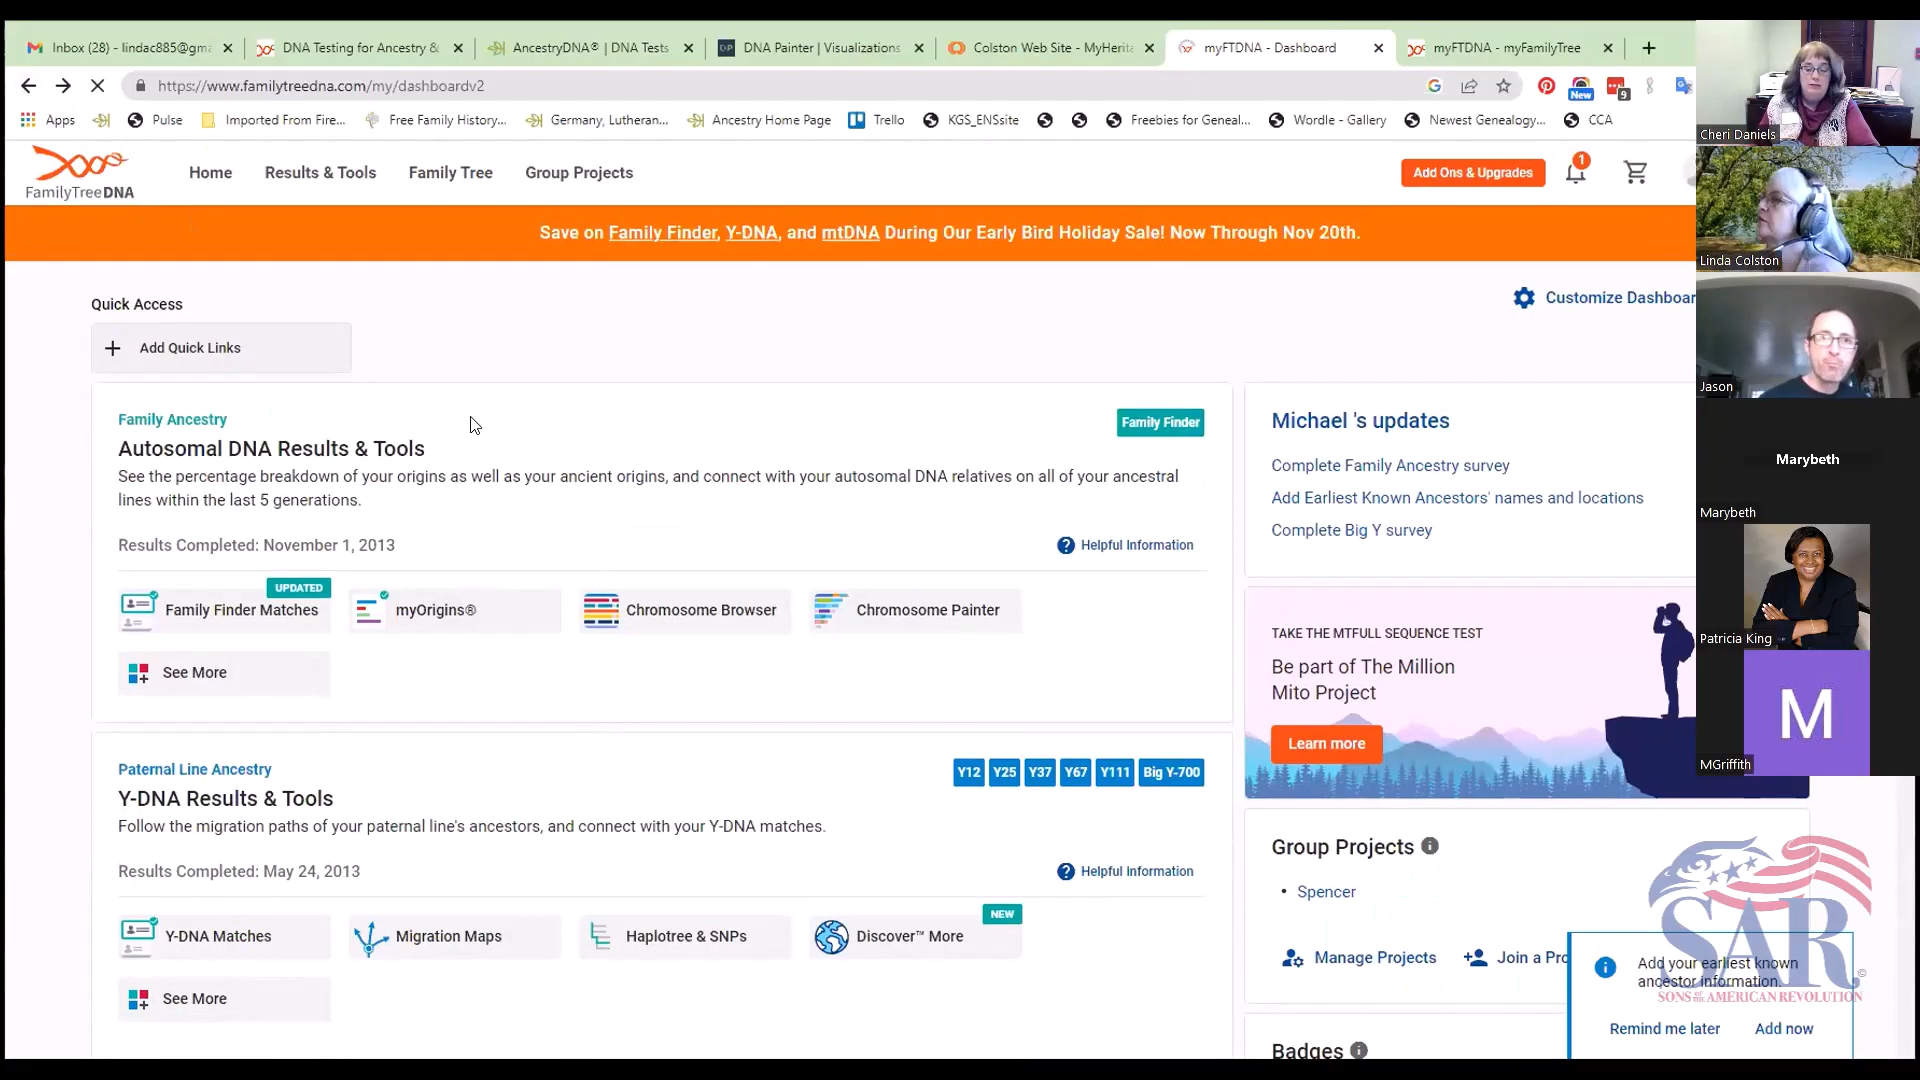 Inbox (28) - lindac885@gma
DNA Testing for Ancestry &
AncestryDNA® | DNA Tests
DNA Painter | Visualizations
Colston Web Site - MyHerita
myFTDNA - Dashboard
myFTDNA - myFamilyTree
https://www.familytreedna.com/my/dashboardv2
New
9
Apps
Pulse
Imported From Fire...
Free Family History...
Germany, Lutheran...
Ancestry Home Page
Trello
KGS_ENSsite
Freebies for Geneal...
Wordle - Gallery
Newest Genealogy...
CCA
FamilyTreeDNA
Home
Results & Tools
Family Tree
Group Projects
Add Ons & Upgrades
1
Save on Family Finder, Y-DNA, and mtDNA During Our Early Bird Holiday Sale! Now Through Nov 20th.
Quick Access
Customize Dashboar
Add Quick Links
Family Ancestry
Family Finder
Autosomal DNA Results & Tools
See the percentage breakdown of your origins as well as your ancient origins, and connect with your autosomal DNA relatives on all of your ancestral
lines within the last 5 generations.
Results Completed: November 1, 2013
Helpful Information
UPDATED
Family Finder Matches
myOrigins®
Chromosome Browser
Chromosome Painter
See More
Paternal Line Ancestry
Y12 Y25 Y37 Y67 Y111 Big Y-700
Y-DNA Results & Tools
Follow the migration paths of your paternal line's ancestors, and connect with your Y-DNA matches.
Results Completed: May 24, 2013
Helpful Information
NEW
Y-DNA Matches
Migration Maps
Haplotree & SNPs
Discover™ More
See More
Michael 's updates
Complete Family Ancestry survey
Add Earliest Known Ancestors' names and locations
Complete Big Y survey
TAKE THE MTFULL SEQUENCE TEST
Be part of The Million
Mito Project
Learn more
Group Projects
Spencer
Manage Projects
Join a Pro
Badges
Add your earliest known
ancestor information.
Remind me later
Add now
Cheri Daniels
Linda Colston
Jason
Marybeth
Marybeth
Patricia King
M
MGriffith
SAR
SONS OF THE AMERICAN REVOLUTION